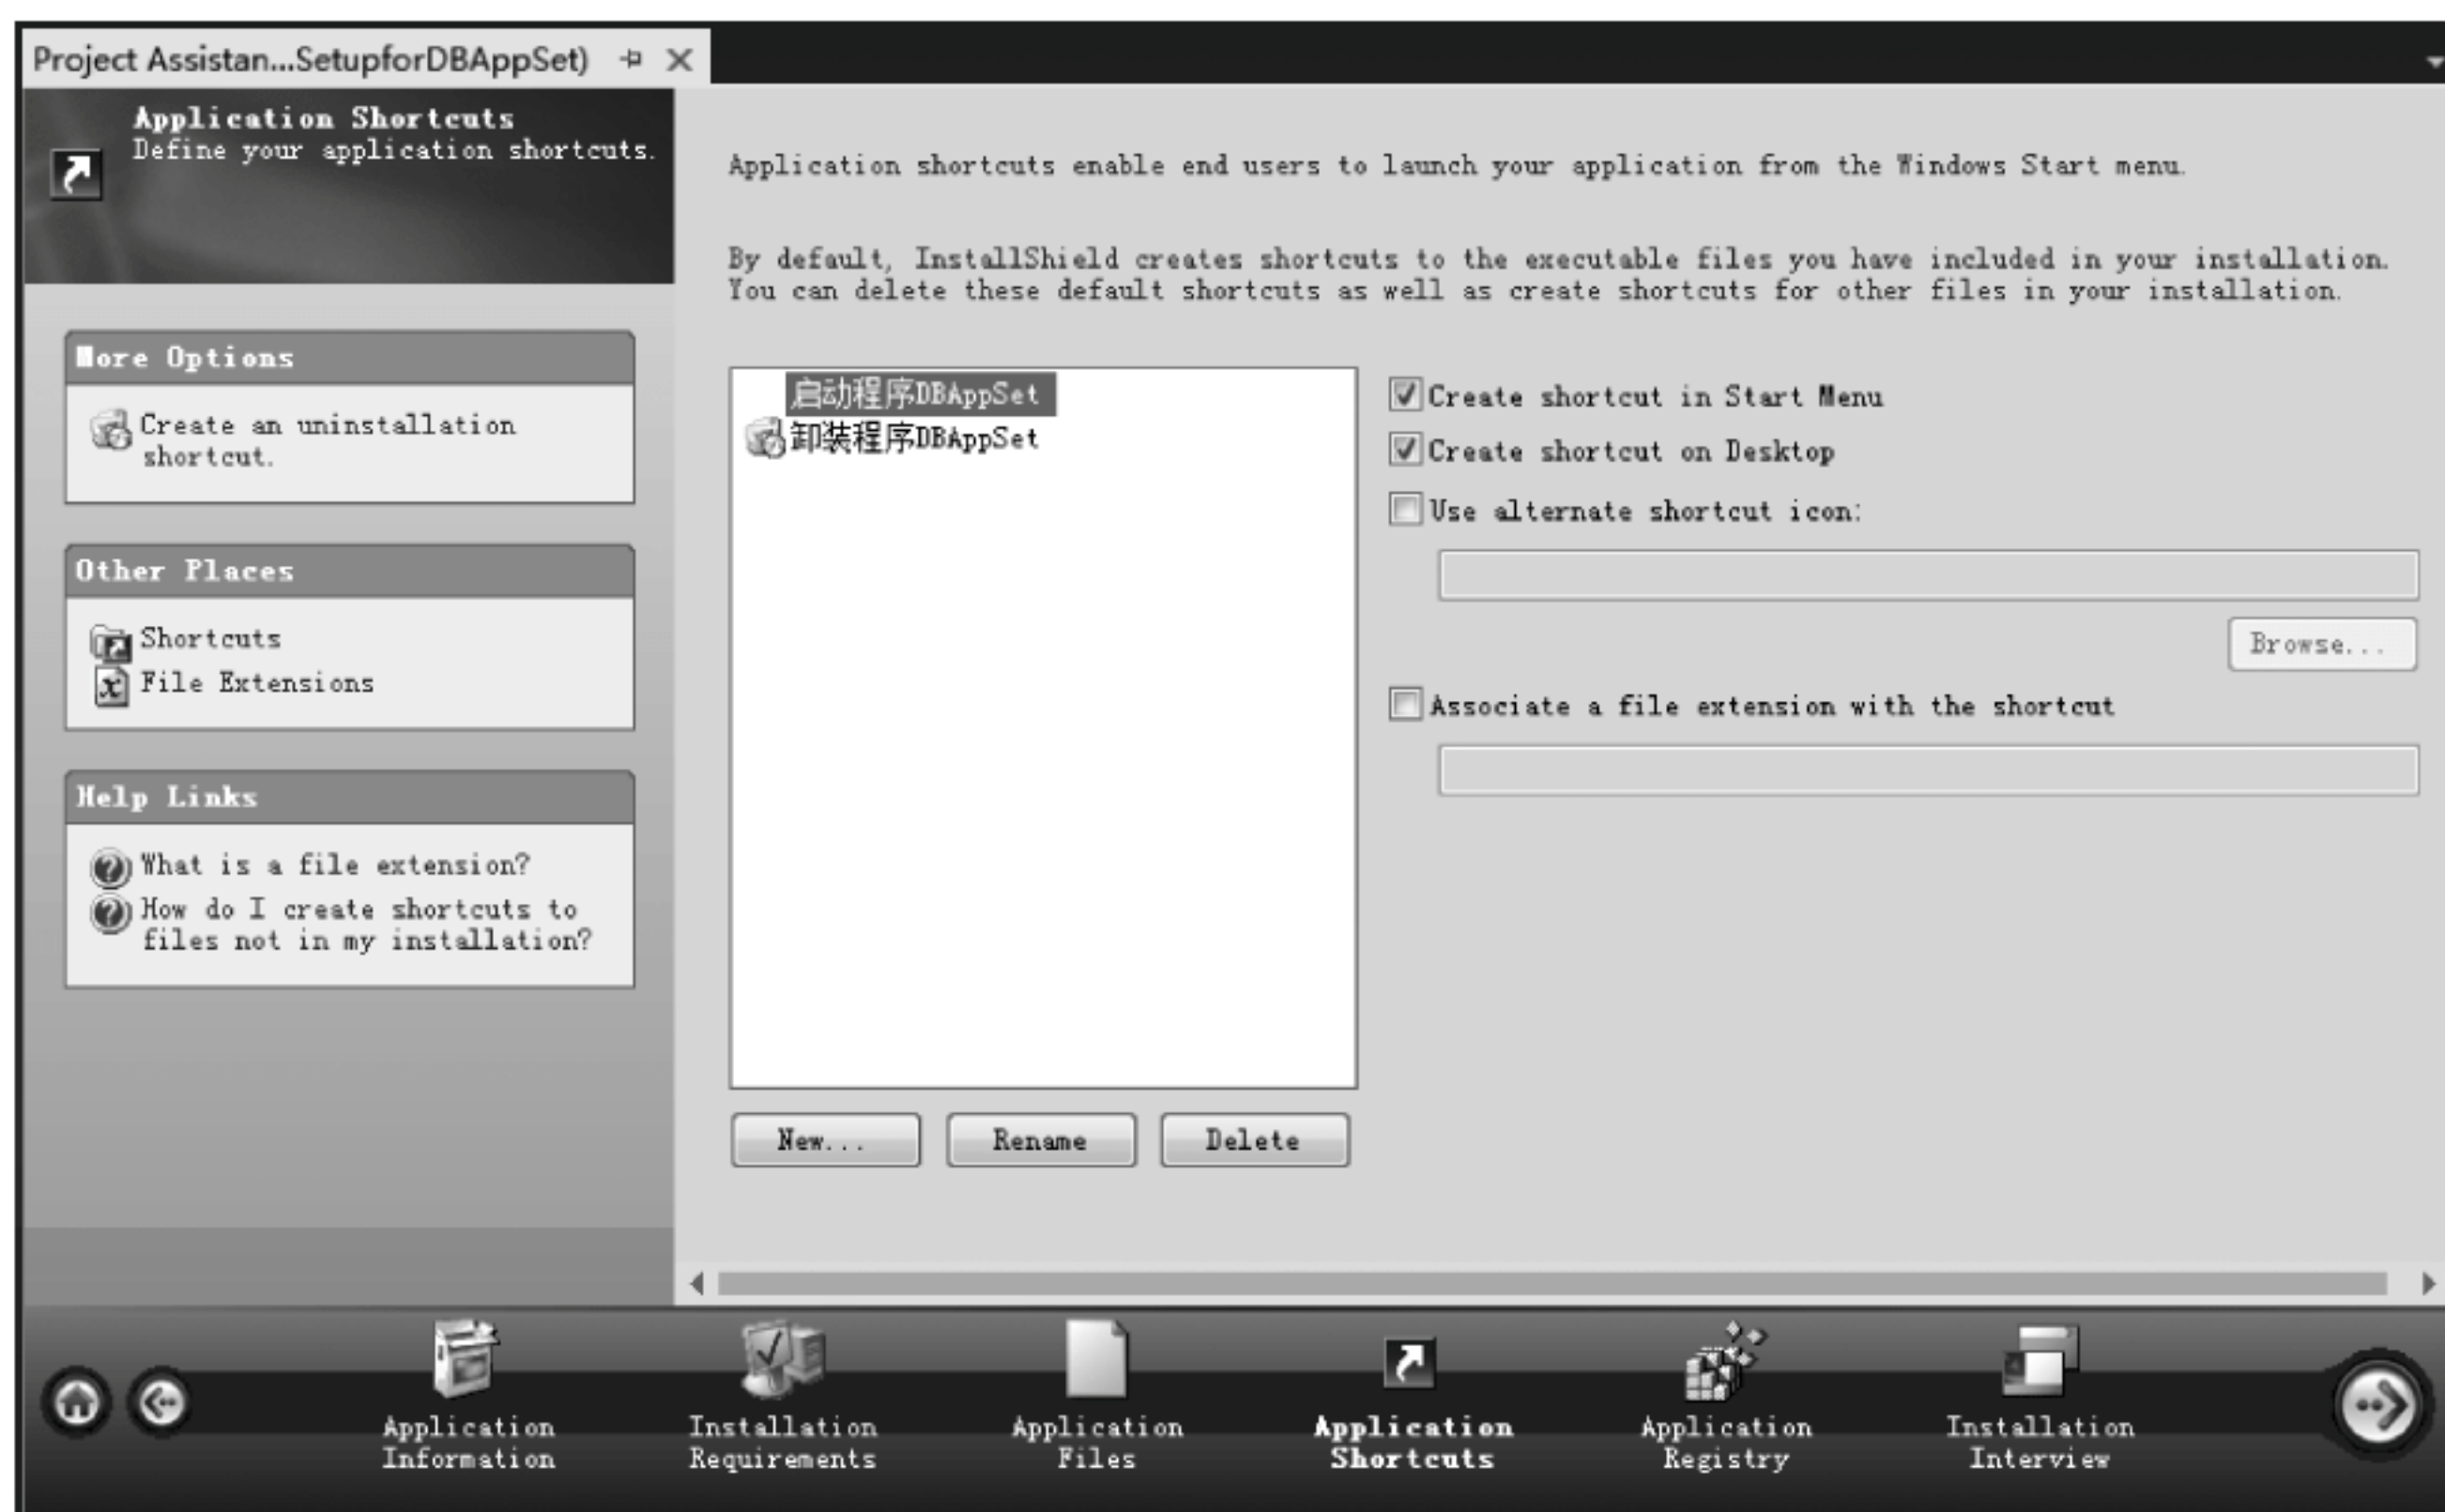 Project Assistan...SetupforDBAppSet)
Application Shortcuts
Define your application shortcuts.
More Options
Create an uninstallation
shortcut.
Other Places
Shortcuts
File Extensions
Help Links
What is a file extension?
How do I create shortcuts to
files not in my installation?
Application shortcuts enable end users to launch your application from the Windows Start menu.
By default, InstallShield creates shortcuts to the executable files you have included in your installation.
You can delete these default shortcuts as well as create shortcuts for other files in your installation.
启动程序DBAppSet
卸装程序DBAppSet
New...
Rename
Delete
Create shortcut in Start Menu
Create shortcut on Desktop
Use alternate shortcut icon:
Browse...
Associate a file extension with the shortcut
Application
Information
Installation
Requirements
Application
Files
Application
Shortcuts
Application
Registry
Installation
Interview